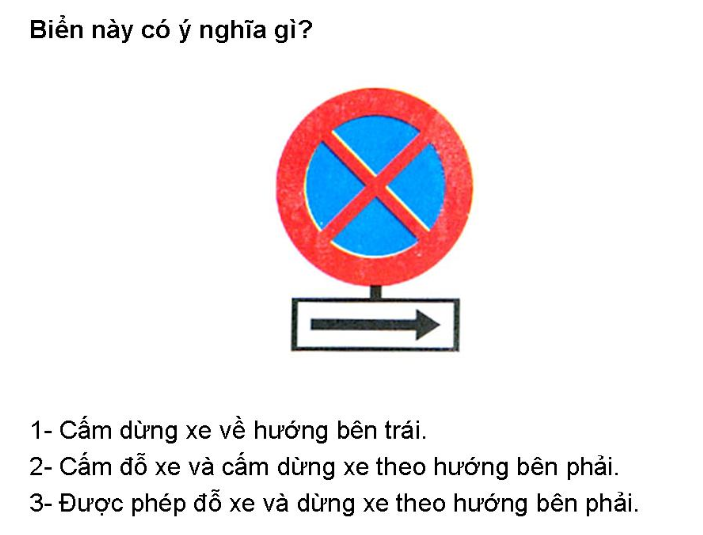 Biển này có ý nghĩa gì?
1- Cấm dừng xe về hướng bên trái.
2- Cấm đỗ xe và cấm dừng xe theo hướng bên phải.
3- Được phép đỗ xe và dừng xe theo hướng bên phải.